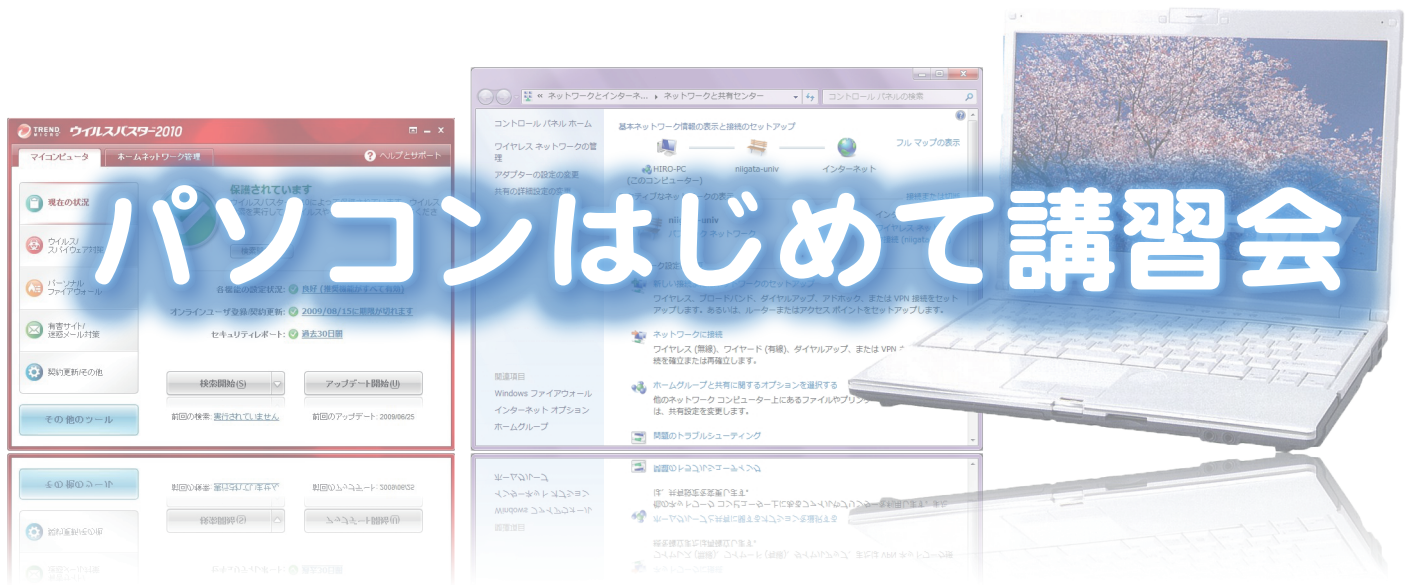 パソコンはじめて講習会
TREND MICRO ウイルスバスター2010
マイコンピュータ ホームネットワーク管理
ヘルプとサポート
現在の状況
ウイルス/
スパイウェア対策
パーソナル
ファイアウォール
有害サイト/
迷惑メール対策
契約更新/その他
その他のツール
保護されています
各機能の設定状況:
オンラインユーザ登録/契約更新: 2009/08/15に期限が切れます
セキュリティレポート: 過去30日間
検索開始(S) アップデート開始(U)
前回の検索: 実行されていません 前回のアップデート: 2009/06/25
« ネットワークとインターネ... ネットワークと共有センター
コントロール パネルの検索
コントロール パネル ホーム
ワイヤレス ネットワークの管
理
アダプターの設定の変更
共有の詳細設定の変更
基本ネットワーク情報の表示と接続のセットアップ
フル マップの表示
HIRO-PC niigata-univ インターネット
(このコンピューター)
niigata-univ
ワイヤレス、ブロードバンド、ダイヤルアップ、アドホック、または VPN 接続をセット
アップします。あるいは、ルーターまたはアクセス ポイントをセットアップします。
ネットワークに接続
ワイヤレス (無線)、ワイヤード (有線)、ダイヤルアップ、または VPN
続を確立または再確立します。
ホームグループと共有に関するオプションを選択する
他のネットワーク コンピューター上にあるファイルやプリンター
は、共有設定を変更します。
問題のトラブルシューティング
関連項目
Windows ファイアウォール
インターネット オプション
ホームグループ